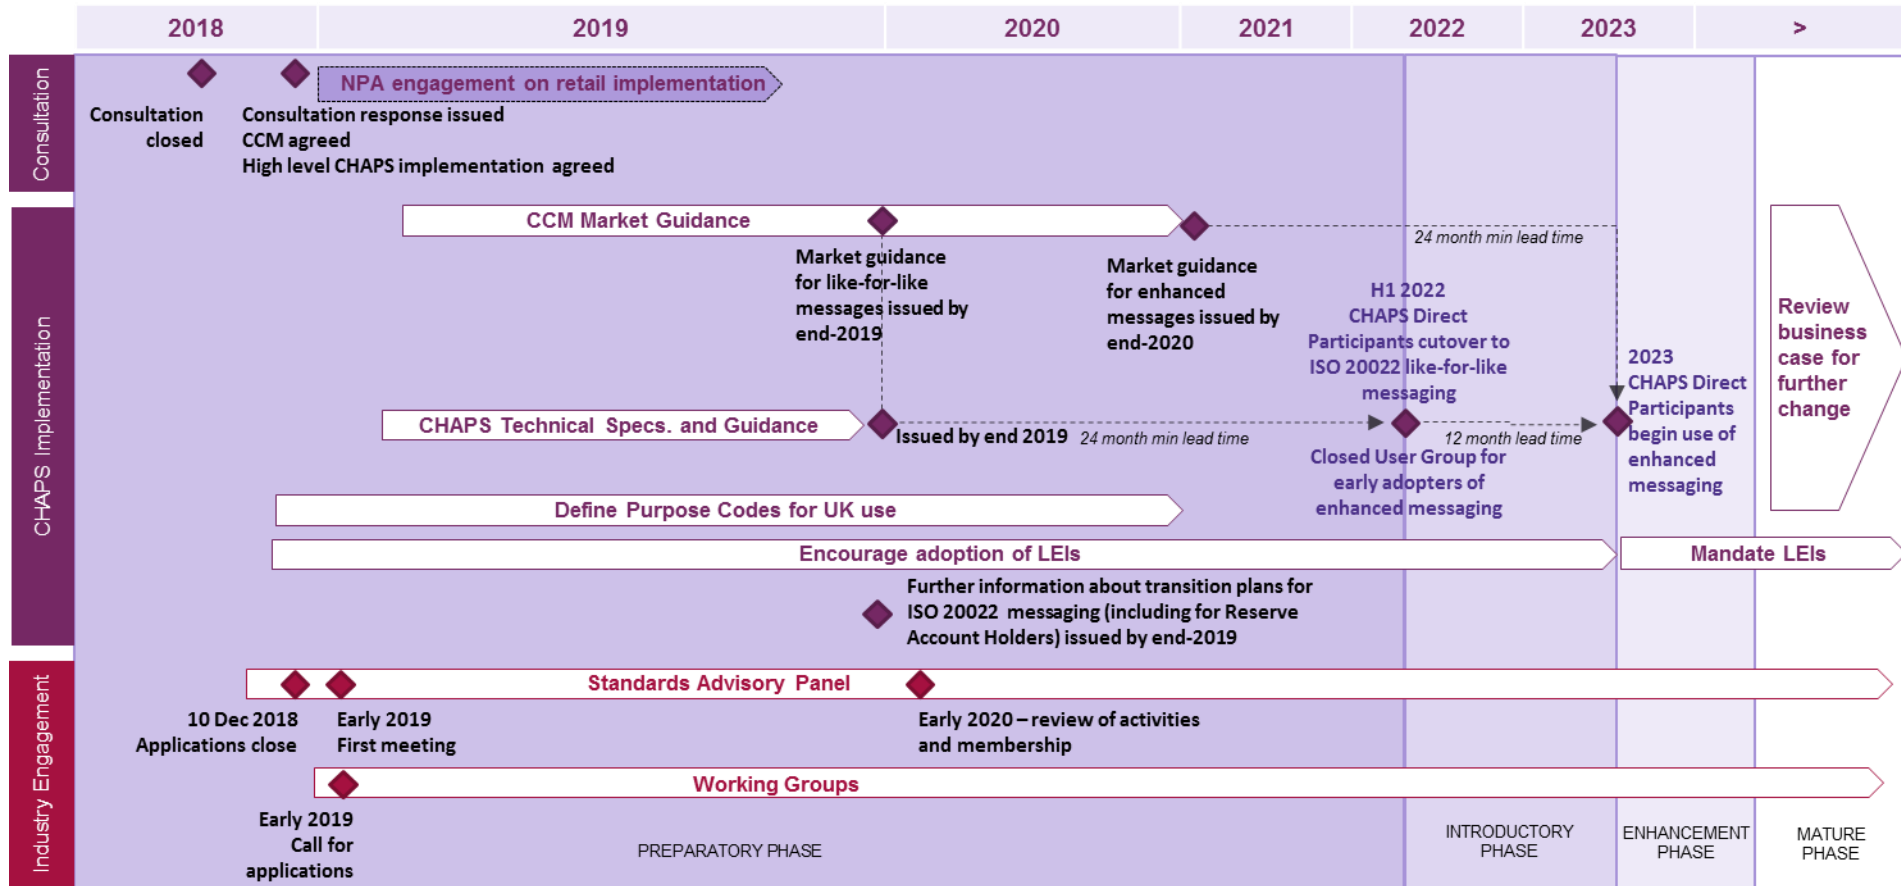 2018
2019
2020
2021
2022
2023
>
Consultation
NPA engagement on retail implementation
Consultation
closed
Consultation response issued
CCM agreed
High level CHAPS implementation agreed
CHAPS Implementation
CCM Market Guidance
24 month min lead time
Market guidance
for like-for-like
messages issued by
end-2019
Market guidance
for enhanced
messages issued by
end-2020
H1 2022
CHAPS Direct
Participants cutover to
ISO 20022 like-for-like
messaging
2023
CHAPS Direct
Participants
begin use of
enhanced
messaging
Review
business
case for
further
change
CHAPS Technical Specs. and Guidance
Issued by end 2019
24 month min lead time
12 month lead time
Closed User Group for
early adopters of
enhanced messaging
Define Purpose Codes for UK use
Encourage adoption of LEIs
Mandate LEIs
Further information about transition plans for
ISO 20022 messaging (including for Reserve
Account Holders) issued by end-2019
Industry Engagement
Standards Advisory Panel
10 Dec 2018
Applications close
Early 2019
First meeting
Early 2020 – review of activities
and membership
Working Groups
Early 2019
Call for
applications
PREPARATORY PHASE
INTRODUCTORY
PHASE
ENHANCEMENT
PHASE
MATURE
PHASE